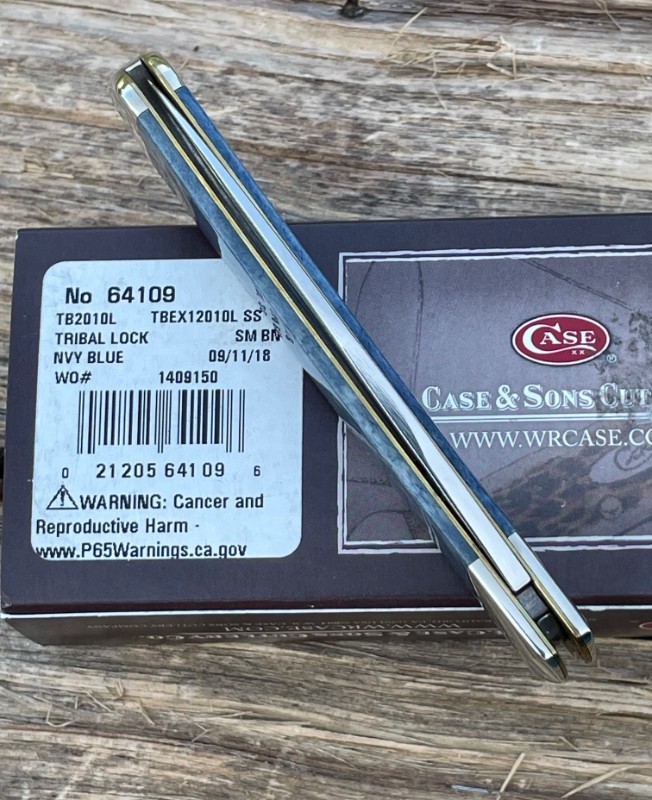 No 64109
TB2010L TBEX12010L SS
TRIBAL LOCK SM BN
NVY BLUE 09/11/18
WO# 1409150
0 21205 64109 6
WARNING: Cancer and
Reproductive Harm -
www.P65Warnings.ca.gov
CASE
XX
®
CASE & SONS CUT
WWW.WRCASE.CO